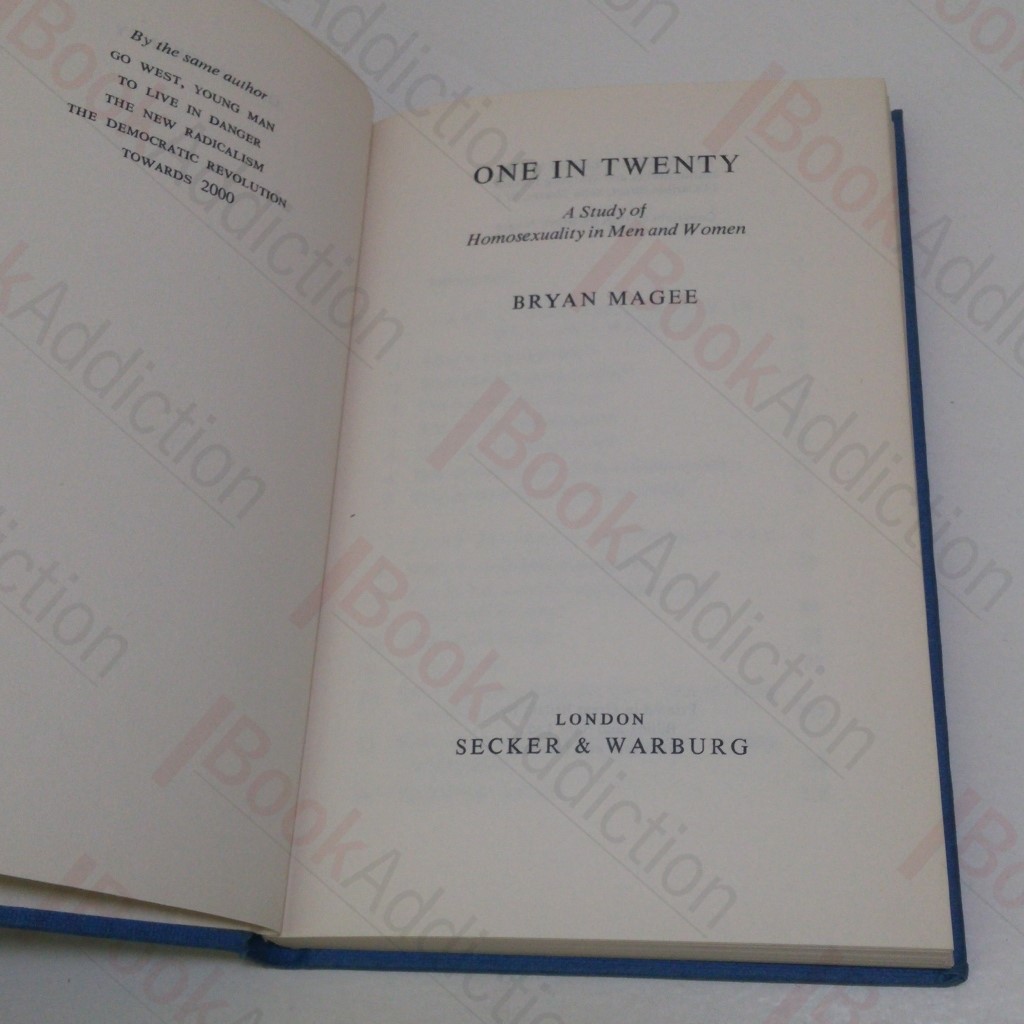 By the same author
GO WEST, YOUNG MAN
TO LIVE IN DANGER
THE NEW RADICALISM
THE DEMOCRATIC REVOLUTION
TOWARDS 2000
ONE IN TWENTY
A Study of
Homosexuality in Men and Women
BRYAN MAGEE
LONDON
SECKER & WARBURG
BookAddiction